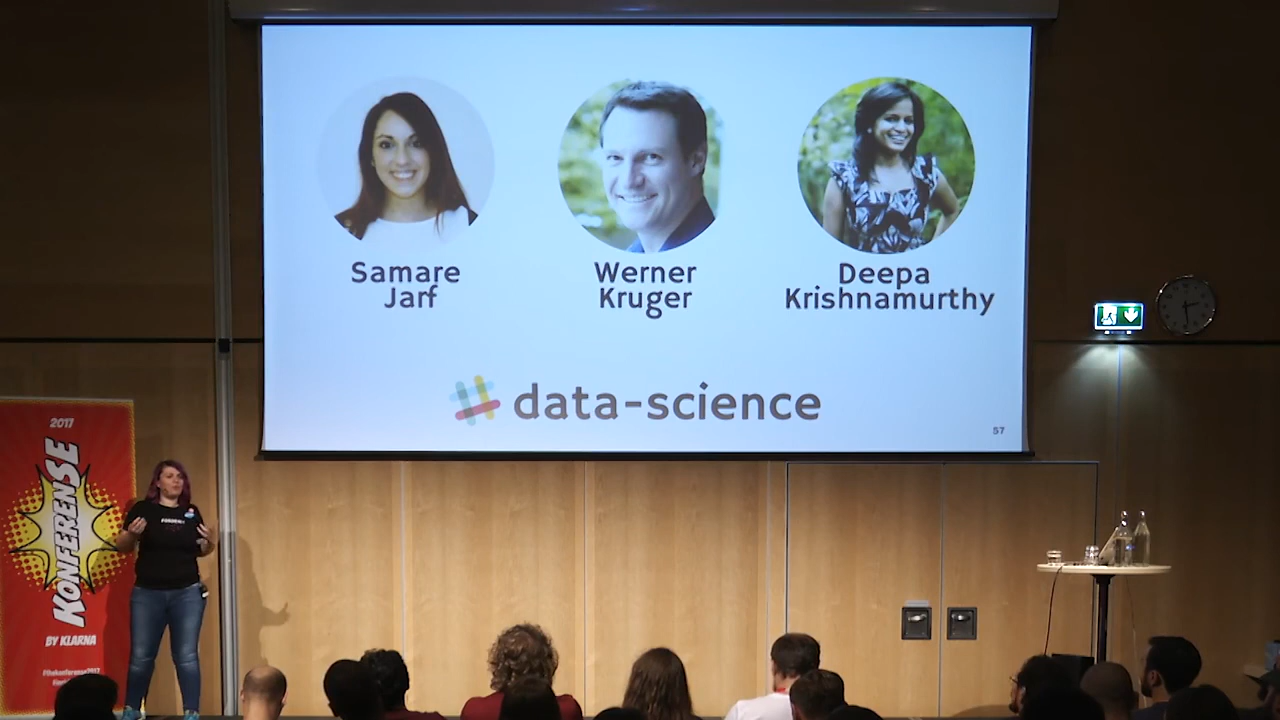 Samare
Jarf
Werner
Kruger
Deepa
Krishnamurthy
data-science
57
2017
KONFERENSE
BY KLARNA